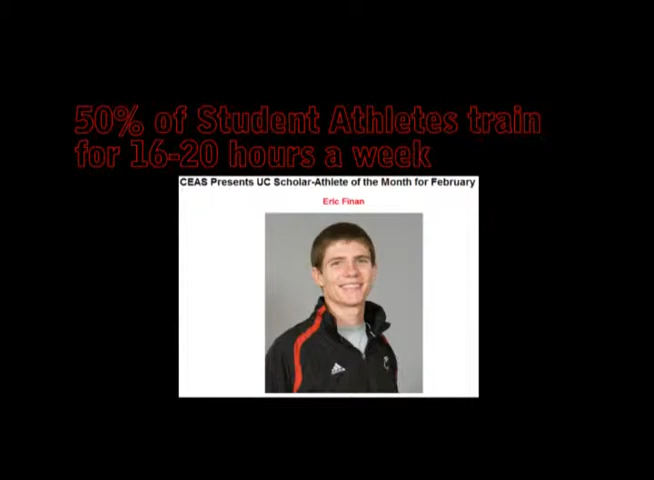 50% of Student Athletes train
for 16-20 hours a week
CEAS Presents UC Scholar-Athlete of the Month for February
Eric Finan